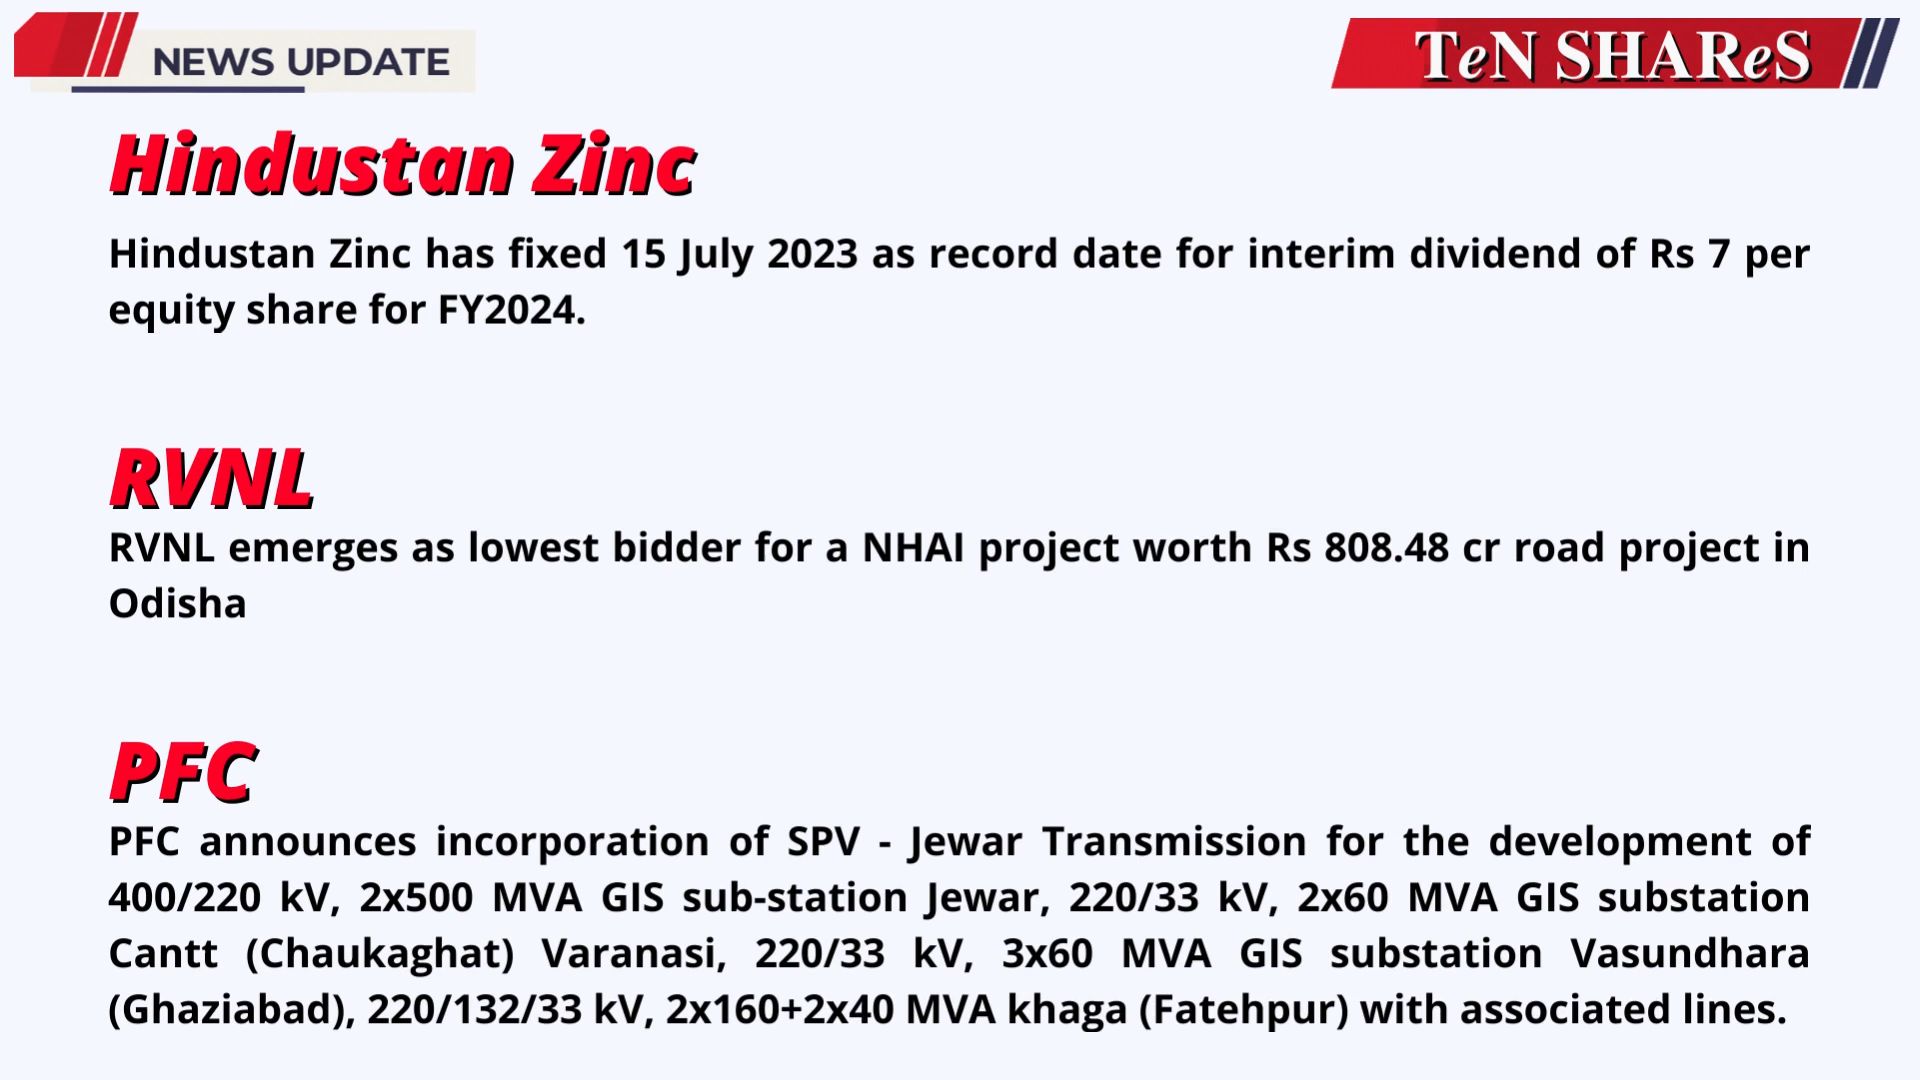 NEWS UPDATE
TeN SHAReS
Hindustan Zinc
Hindustan Zinc has fixed 15 July 2023 as record date for interim dividend of Rs 7 per
equity share for FY2024.
RVNL
RVNL emerges as lowest bidder for a NHAI project worth Rs 808.48 cr road project in
Odisha
PFC
PFC announces incorporation of SPV - Jewar Transmission for the development of
400/220 kV, 2x500 MVA GIS sub-station Jewar, 220/33 kV, 2x60 MVA GIS substation
Cantt (Chaukaghat) Varanasi, 220/33 kV, 3x60 MVA GIS substation Vasundhara
(Ghaziabad), 220/132/33 kV, 2x160+2x40 MVA khaga (Fatehpur) with associated lines.